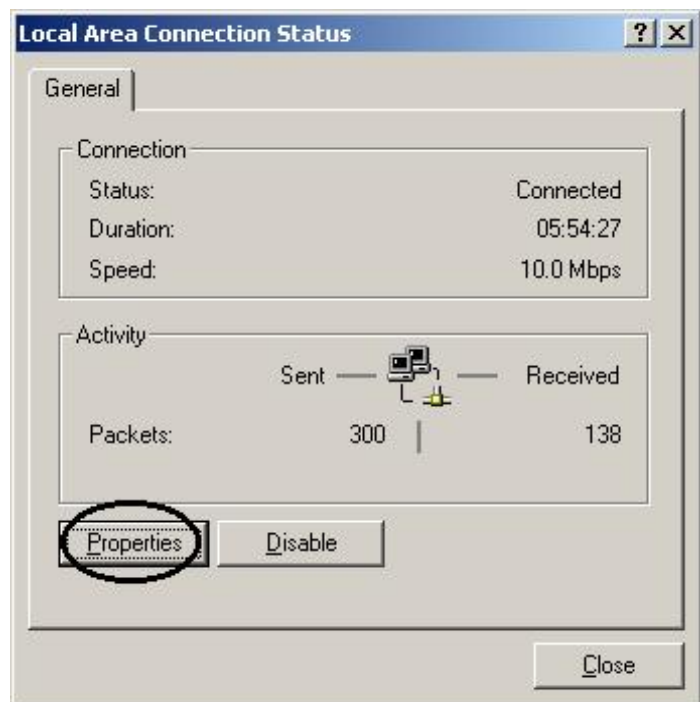 Local Area Connection Status ? X
General
Connection
Status: Connected
Duration: 05:54:27
Speed: 10.0 Mbps
Activity
Sent Received
Packets: 300 138
Properties Disable
Close